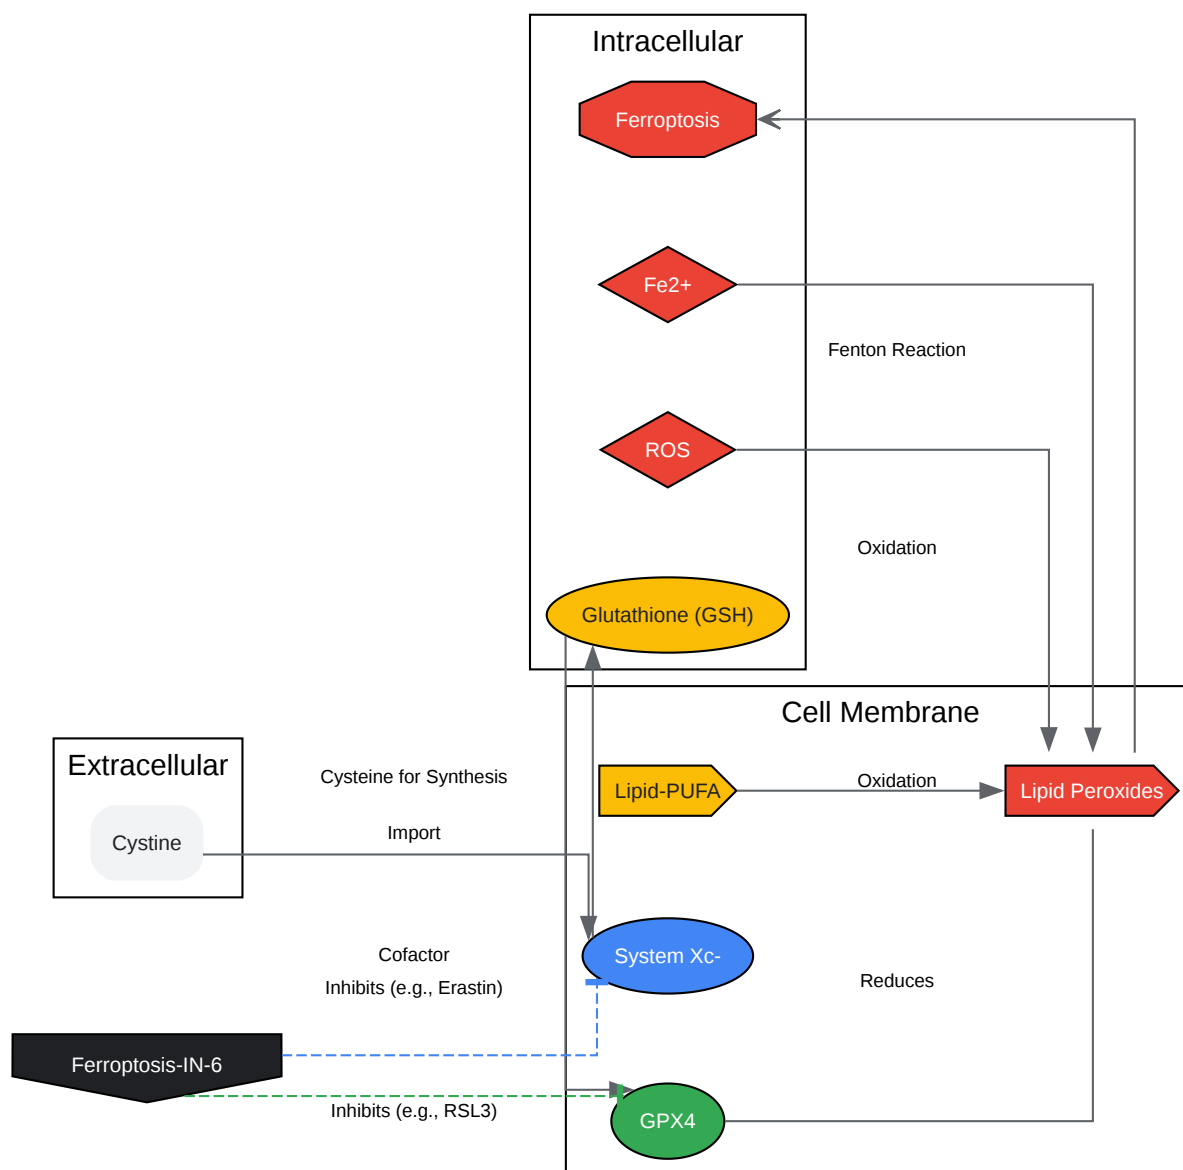 Intracellular
Ferroptosis
Fe2+
Fenton Reaction
ROS
Oxidation
Glutathione (GSH)
Cell Membrane
Extracellular
Cysteine for Synthesis
Lipid-PUFA
Oxidation
Lipid Peroxides
Import
Cystine
Cofactor
System Xc-
Inhibits (e.g., Erastin)
Reduces
Ferroptosis-IN-6
Inhibits (e.g., RSL3)
GPX4